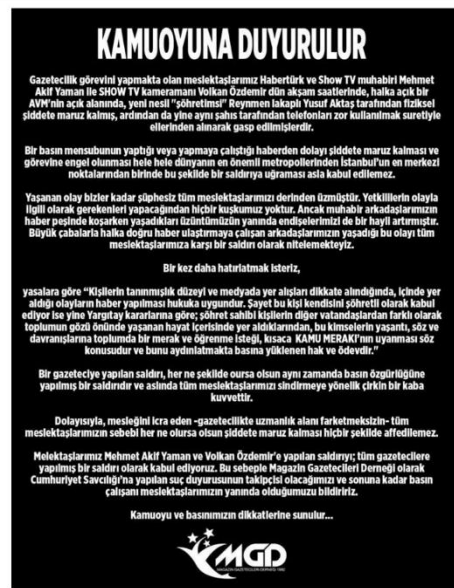 KAMUOYUNA DUYURULUR
Gazetecilik görevini yapmakta olan meslektaşlarımız Habertürk ve Show TV muhabiri Mehmet
Akif Yaman ile SHOW TV kameramanı Volkan Özdemir dün akşam saatlerinde, halka açık bir
AVM'nin açık alanında, yeni nesil "şöhretimsi" Reynmen lakaplı Yusuf Aktaş tarafından fiziksel
şiddete maruz kalmış, ardından da yine aynı şahıs tarafından telefonları zor kullanılmak suretiyle
ellerinden alınarak gasp edilmişlerdir.
Bir basın mensubunun yaptığı veya yapmaya çalıştığı haberden dolayı şiddete maruz kalması ve
görevine engel olunması hele hele dünyanın en önemli metropollerinden İstanbul'un en merkezi
noktalarından birinde bu şekilde bir saldırıya uğraması asla kabul edilemez.
Yaşanan olay bizler kadar şüphesiz tüm meslektaşlarımızı derinden üzmüştür. Yetkililerin olayla
ilgili olarak gerekenleri yapacağından hiçbir kuşkumuz yoktur. Ancak muhabir arkadaşlarımızın
haber peşinde koşarken yaşadıkları üzüntümüzün yanında endişelerimizi de bir hayli artırmıştır.
Büyük çabalarla halka doğru haber ulaştırmaya çalışan arkadaşlarımızın yaşadığı bu olayı tüm
meslektaşlarımıza karşı bir saldırı olarak nitelemekteyiz.
Bir kez daha hatırlatmak isteriz,
yasalara göre "Kişilerin tanınmışlık düzeyi ve medyada yer alışları dikkate alındığında, içinde yer
aldığı olayların haber yapılması hukuka uygundur. Şayet bu kişi kendisini şöhretli olarak kabul
ediyor ise yine Yargıtay kararlarına göre; şöhret sahibi kişilerin diğer vatandaşlardan farklı olarak
toplumun gözü önünde yaşanan hayat içerisinde yer aldıklarından, bu kimselerin yaşantı, söz ve
davranışlarına toplumda bir merak ve öğrenme isteği, kısaca KAMU MERAKI'nın uyanması söz
konusudur ve bunu aydınlatmakta basına yüklenen hak ve ödevdir."
Bir gazeteciye yapılan saldırı, her ne şekilde olursa olsun aynı zamanda basın özgürlüğüne
yapılmış bir saldırıdır ve aslında tüm meslektaşlarımızı sindirmeye yönelik çirkin bir kaba
kuvvettir.
Dolayısıyla, mesleğini icra eden -gazetecilikte uzmanlık alanı farketmeksizin- tüm
meslektaşlarımızın sebebi her ne olursa olsun şiddete maruz kalması hiçbir şekilde affedilemez.
Melektaşlarımız Mehmet Akif Yaman ve Volkan Özdemir'e yapılan saldırıyı; tüm gazetecilere
yapılmış bir saldırı olarak kabul ediyoruz. Bu sebeple Magazin Gazetecileri Derneği olarak
Cumhuriyet Savcılığı'na yapılan suç duyurusunun takipçisi olacağımızı ve sonuna kadar basın
çalışanı meslektaşlarımızın yanında olduğumuzu bildiririz.
Kamuoyu ve basınımızın dikkatlerine sunulur...
MGD
MAGAZİN GAZETECİLERİ DERNEĞİ